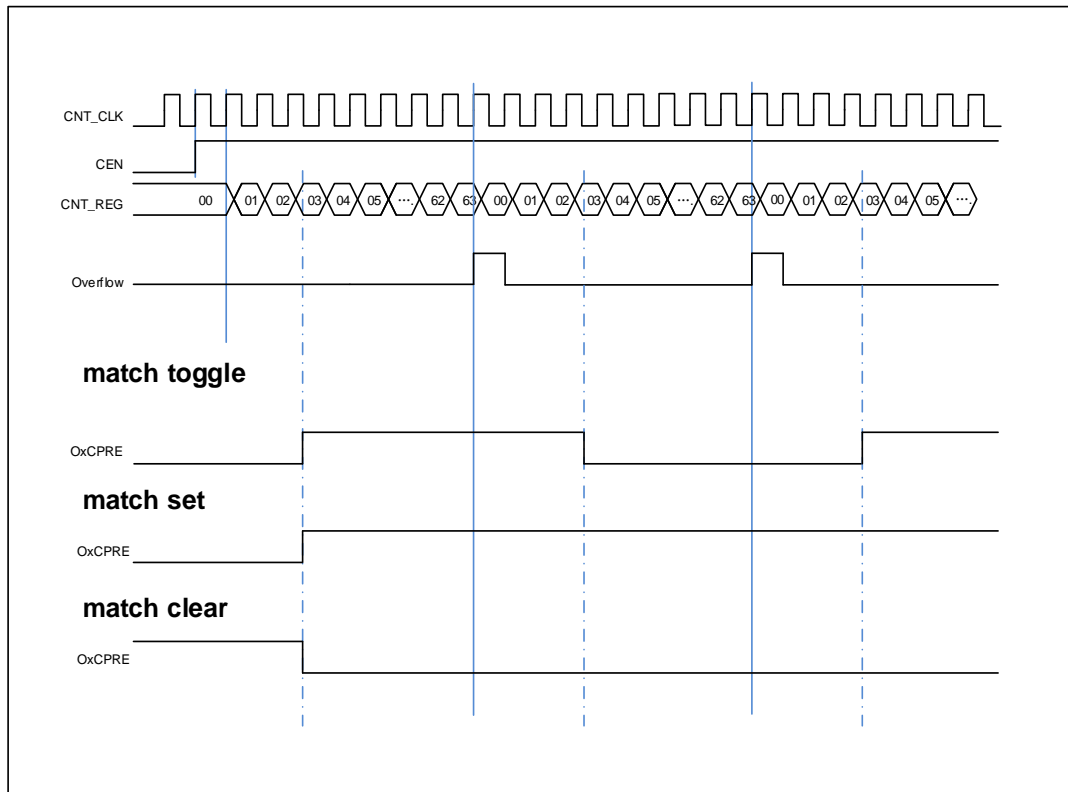 CNT_CLK
CEN
CNT_REG 00 01 02 03 04 05 .... 62 63 00 01 02 03 04 05 .... 62 63 00 01 02 03 04 05 ....
Overflow
match toggle
OxCPRE
match set
OxCPRE
match clear
OxCPRE